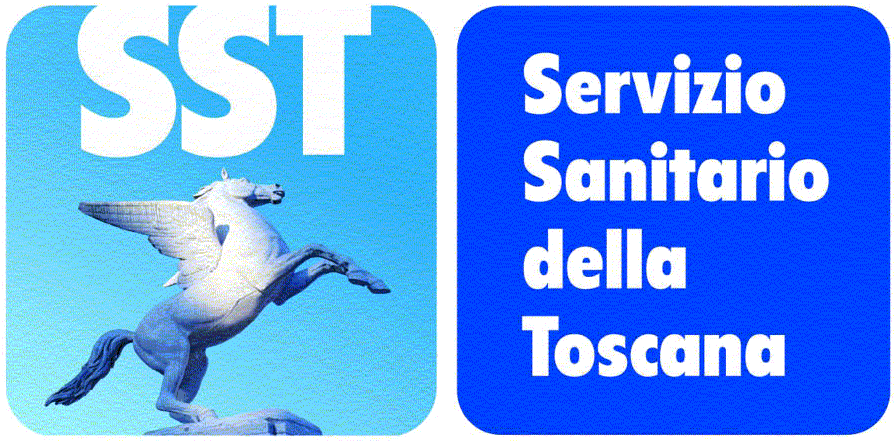 SST
Servizio
Sanitario
della
Toscana